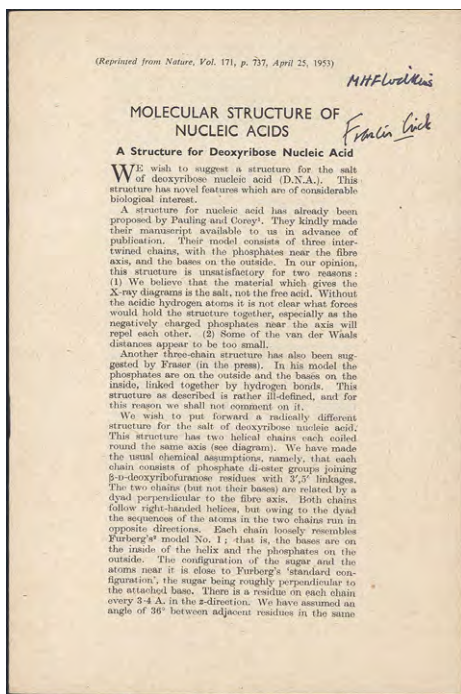 (Reprinted from Nature, Vol. 171, p. 737, April 25, 1953)
MHFWilkins
MOLECULAR STRUCTURE OF
NUCLEIC ACIDS
Francis Crick
A Structure for Deoxyribose Nucleic Acid
WE wish to suggest a structure for the salt
of deoxyribose nucleic acid (D.N.A.). This
structure has novel features which are of considerable
biological interest.
A structure for nucleic acid has already been
proposed by Pauling and Corey¹. They kindly made
their manuscript available to us in advance of
publication. Their model consists of three inter-
twined chains, with the phosphates near the fibre
axis, and the bases on the outside. In our opinion,
this structure is unsatisfactory for two reasons :
(1) We believe that the material which gives the
X-ray diagrams is the salt, not the free acid. Without
the acidic hydrogen atoms it is not clear what forces
would hold the structure together, especially as the
negatively charged phosphates near the axis will
repel each other. (2) Some of the van der Waals
distances appear to be too small.
Another three-chain structure has also been sug-
gested by Fraser (in the press). In his model the
phosphates are on the outside and the bases on the
inside, linked together by hydrogen bonds. This
structure as described is rather ill-defined, and for
this reason we shall not comment on it.
We wish to put forward a radically different
structure for the salt of deoxyribose nucleic acid.
This structure has two helical chains each coiled
round the same axis (see diagram). We have made
the usual chemical assumptions, namely, that each
chain consists of phosphate di-ester groups joining
β-D-deoxyribofuranose residues with 3′,5′ linkages.
The two chains (but not their bases) are related by a
dyad perpendicular to the fibre axis. Both chains
follow right-handed helices, but owing to the dyad
the sequences of the atoms in the two chains run in
opposite directions. Each chain loosely resembles
Furberg's² model No. 1 ; that is, the bases are on
the inside of the helix and the phosphates on the
outside. The configuration of the sugar and the
atoms near it is close to Furberg's 'standard con-
figuration', the sugar being roughly perpendicular to
the attached base. There is a residue on each chain
every 3·4 A. in the z-direction. We have assumed an
angle of 36° between adjacent residues in the same